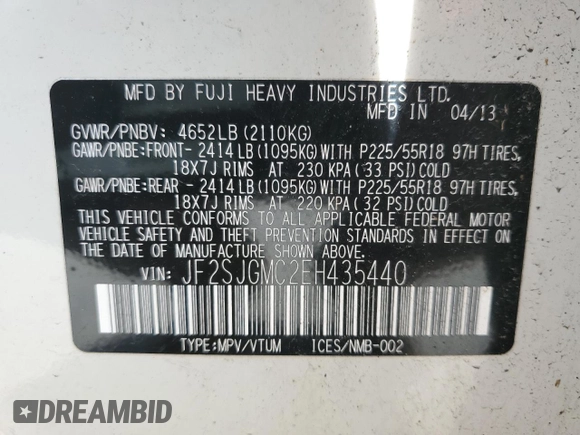 MFD BY FUJI HEAVY INDUSTRIES LTD.
MFD IN 04/13
GVWR/PNBV: 4652LB (2110KG)
GAWR/PNBE:FRONT- 2414LB(1095KG)WITH P225/55R18 97H TIRES,
18X7J RIMS AT 230 KPA (33 PSI)COLD
GAWR/PNBE:REAR - 2414LB(1095KG)WITH P225/55R18 97H TIRES,
18X7J RIMS AT 220 KPA (32 PSI)COLD
THIS VEHICLE CONFORMS TO ALL APPLICABLE FEDERAL MOTOR
VEHICLE SAFETY AND THEFT PREVENTION STANDARDS IN EFFECT ON
THE DATE OF MANUFACTURE SHOWN ABOVE.
VIN: JF2SJGMC2EH435440
TYPE:MPV/VTUM ICES/NMB-002
DREAMBID